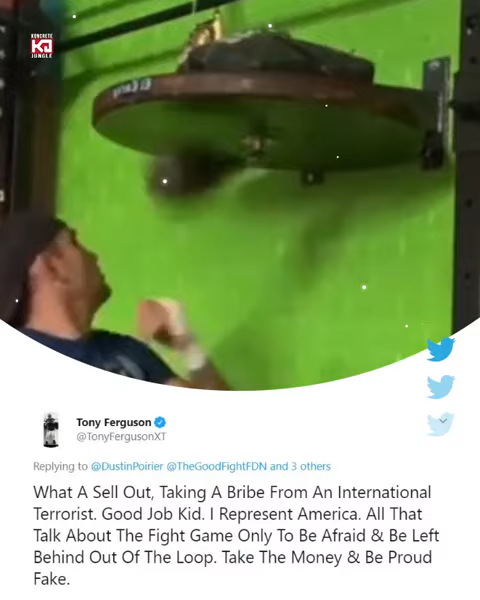 KONCRETE
KJ
JUNGLE
Tony Ferguson
@TonyFergusonXT
Replying to @DustinPoirier @TheGoodFightFDN and 3 others
What A Sell Out, Taking A Bribe From An International
Terrorist. Good Job Kid. I Represent America. All That
Talk About The Fight Game Only To Be Afraid & Be Left
Behind Out Of The Loop. Take The Money & Be Proud
Fake.